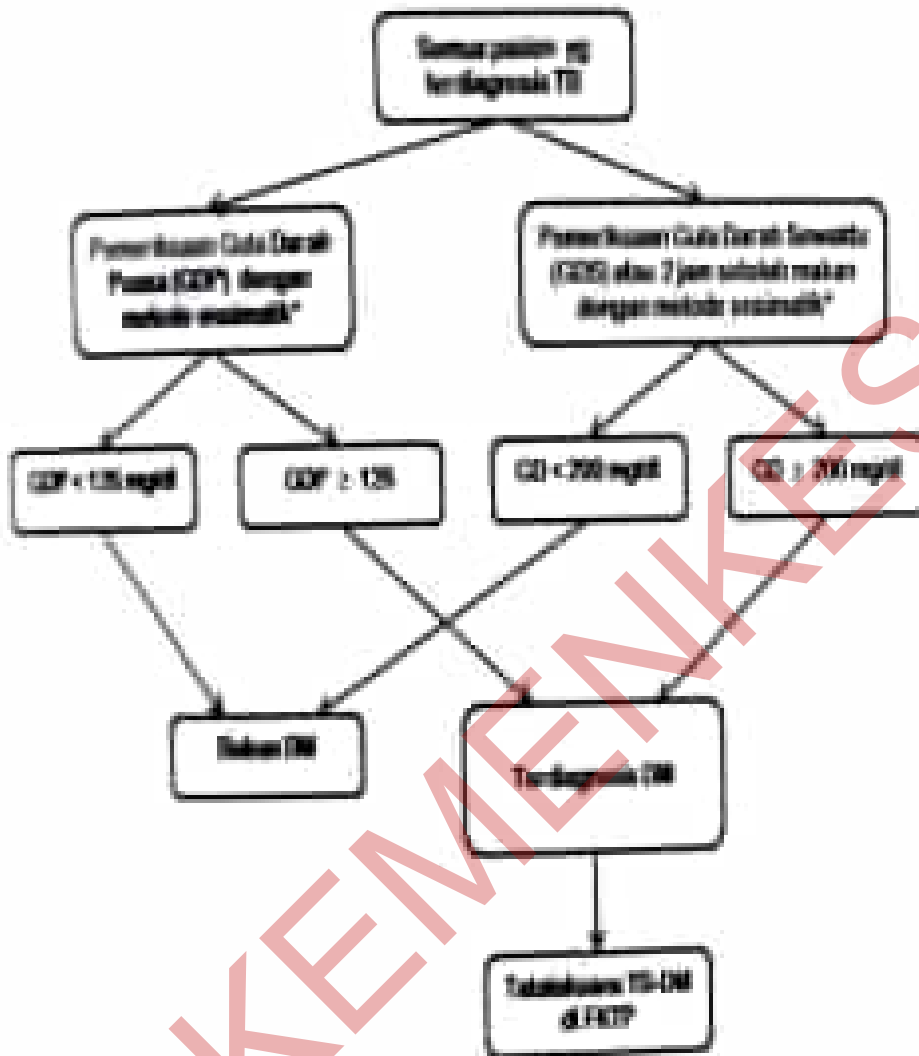 Semua pasien yg
terdiagnosis TB
Pemeriksaan Gula Darah
Puasa (GDP) dengan
metode enzimatik*
Pemeriksaan Gula Darah Sewaktu
(GDS) atau 2 jam setelah makan
dengan metode enzimatik*
GDP < mg/dl
GDP ≥
GD < 200 mg/dl
GD ≥ 200 mg/dl
Bukan DM
Terdiagnosis DM
Tatalaksana TB-DM
di FKTP
KEMENKES